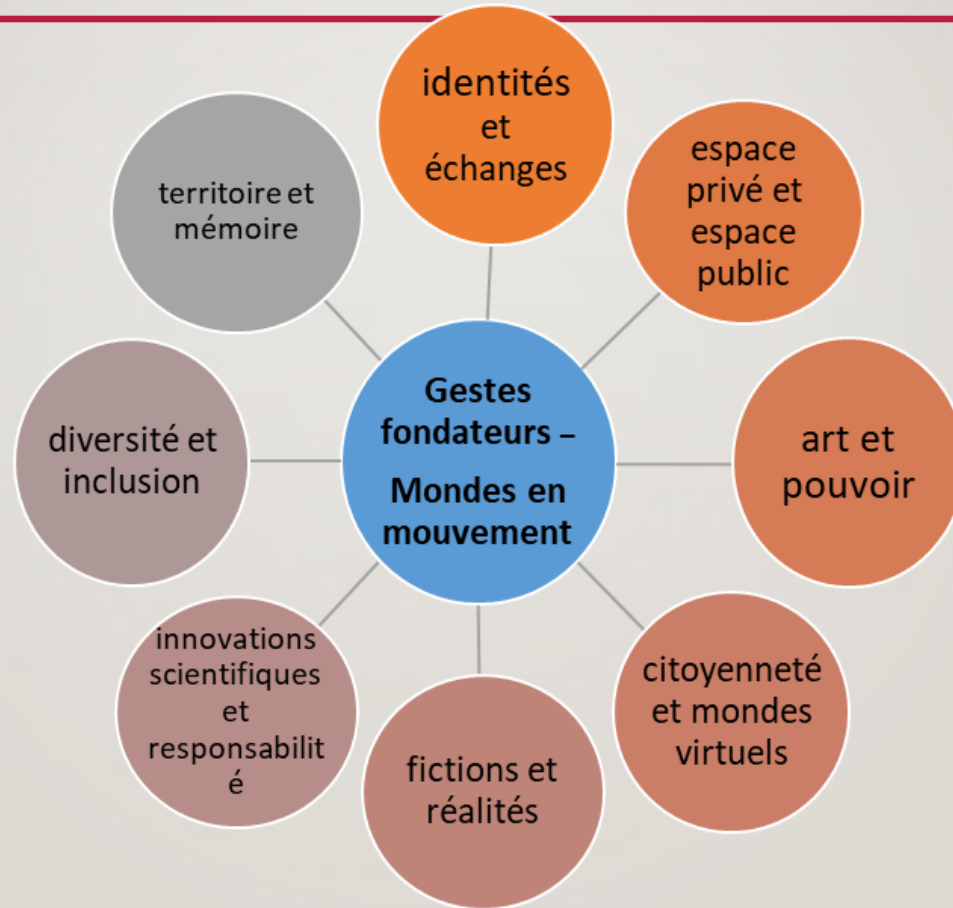 identités
et
échanges
espace
privé et
espace
public
art et
pouvoir
citoyenneté
et mondes
virtuels
fictions et
réalités
innovations
scientifiques
et
responsabilit
é
diversité et
inclusion
territoire et
mémoire
Gestes
fondateurs –
Mondes en
mouvement